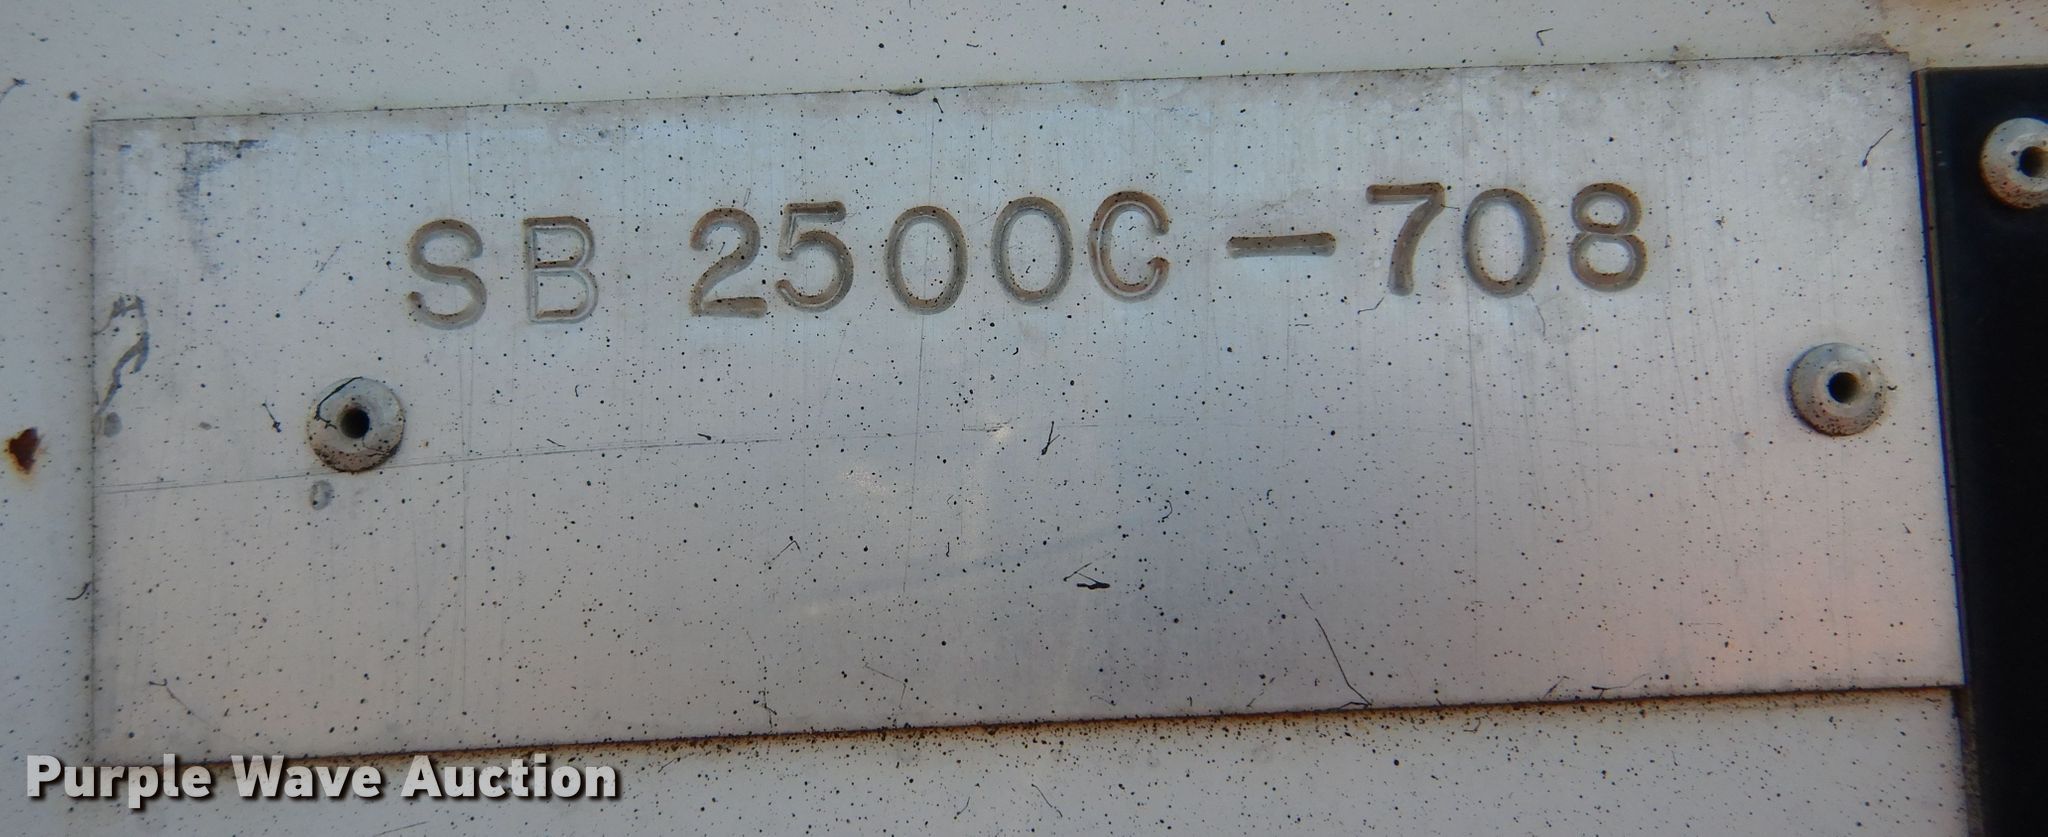 SB 2500C-708
Purple Wave Auction